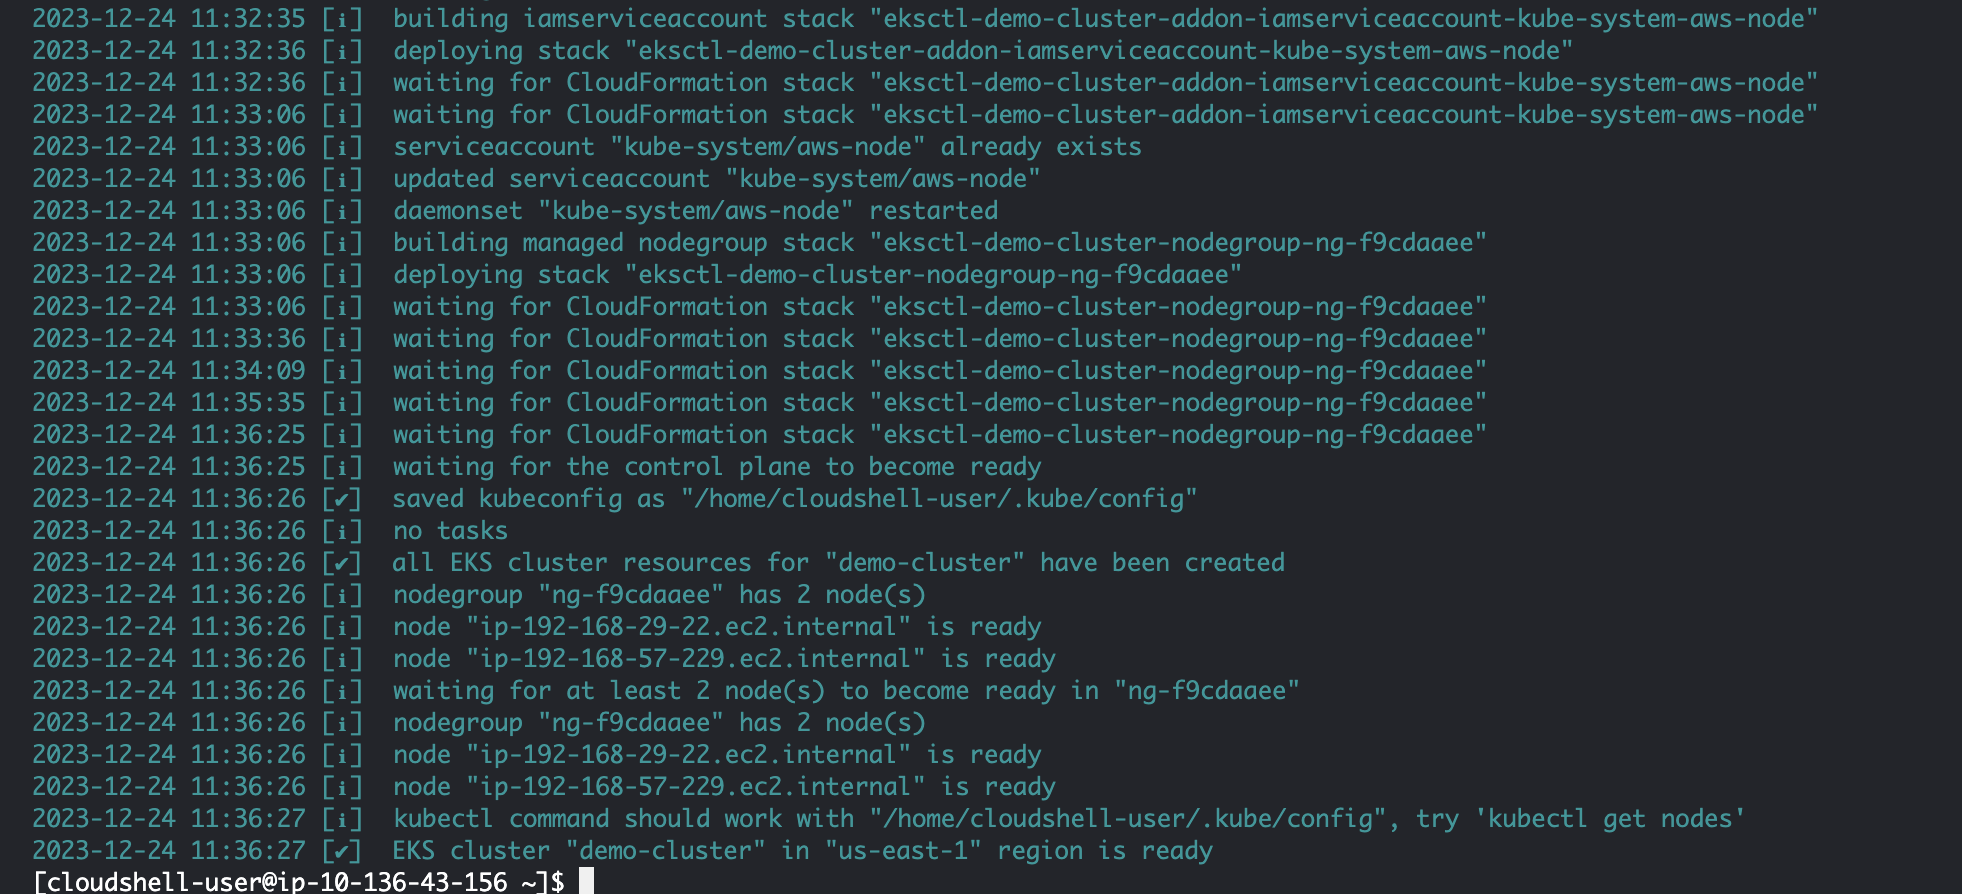 2023-12-24 11:32:35 [ℹ]  building iamserviceaccount stack "eksctl-demo-cluster-addon-iamserviceaccount-kube-system-aws-node"
2023-12-24 11:32:36 [ℹ]  deploying stack "eksctl-demo-cluster-addon-iamserviceaccount-kube-system-aws-node"
2023-12-24 11:32:36 [ℹ]  waiting for CloudFormation stack "eksctl-demo-cluster-addon-iamserviceaccount-kube-system-aws-node"
2023-12-24 11:33:06 [ℹ]  waiting for CloudFormation stack "eksctl-demo-cluster-addon-iamserviceaccount-kube-system-aws-node"
2023-12-24 11:33:06 [ℹ]  serviceaccount "kube-system/aws-node" already exists
2023-12-24 11:33:06 [ℹ]  updated serviceaccount "kube-system/aws-node"
2023-12-24 11:33:06 [ℹ]  daemonset "kube-system/aws-node" restarted
2023-12-24 11:33:06 [ℹ]  building managed nodegroup stack "eksctl-demo-cluster-nodegroup-ng-f9cdaaee"
2023-12-24 11:33:06 [ℹ]  deploying stack "eksctl-demo-cluster-nodegroup-ng-f9cdaaee"
2023-12-24 11:33:06 [ℹ]  waiting for CloudFormation stack "eksctl-demo-cluster-nodegroup-ng-f9cdaaee"
2023-12-24 11:33:36 [ℹ]  waiting for CloudFormation stack "eksctl-demo-cluster-nodegroup-ng-f9cdaaee"
2023-12-24 11:34:09 [ℹ]  waiting for CloudFormation stack "eksctl-demo-cluster-nodegroup-ng-f9cdaaee"
2023-12-24 11:35:35 [ℹ]  waiting for CloudFormation stack "eksctl-demo-cluster-nodegroup-ng-f9cdaaee"
2023-12-24 11:36:25 [ℹ]  waiting for CloudFormation stack "eksctl-demo-cluster-nodegroup-ng-f9cdaaee"
2023-12-24 11:36:25 [ℹ]  waiting for the control plane to become ready
2023-12-24 11:36:26 [✔]  saved kubeconfig as "/home/cloudshell-user/.kube/config"
2023-12-24 11:36:26 [ℹ]  no tasks
2023-12-24 11:36:26 [✔]  all EKS cluster resources for "demo-cluster" have been created
2023-12-24 11:36:26 [ℹ]  nodegroup "ng-f9cdaaee" has 2 node(s)
2023-12-24 11:36:26 [ℹ]  node "ip-192-168-29-22.ec2.internal" is ready
2023-12-24 11:36:26 [ℹ]  node "ip-192-168-57-229.ec2.internal" is ready
2023-12-24 11:36:26 [ℹ]  waiting for at least 2 node(s) to become ready in "ng-f9cdaaee"
2023-12-24 11:36:26 [ℹ]  nodegroup "ng-f9cdaaee" has 2 node(s)
2023-12-24 11:36:26 [ℹ]  node "ip-192-168-29-22.ec2.internal" is ready
2023-12-24 11:36:26 [ℹ]  node "ip-192-168-57-229.ec2.internal" is ready
2023-12-24 11:36:27 [ℹ]  kubectl command should work with "/home/cloudshell-user/.kube/config", try 'kubectl get nodes'
2023-12-24 11:36:27 [✔]  EKS cluster "demo-cluster" in "us-east-1" region is ready
[cloudshell-user@ip-10-136-43-156 ~]$